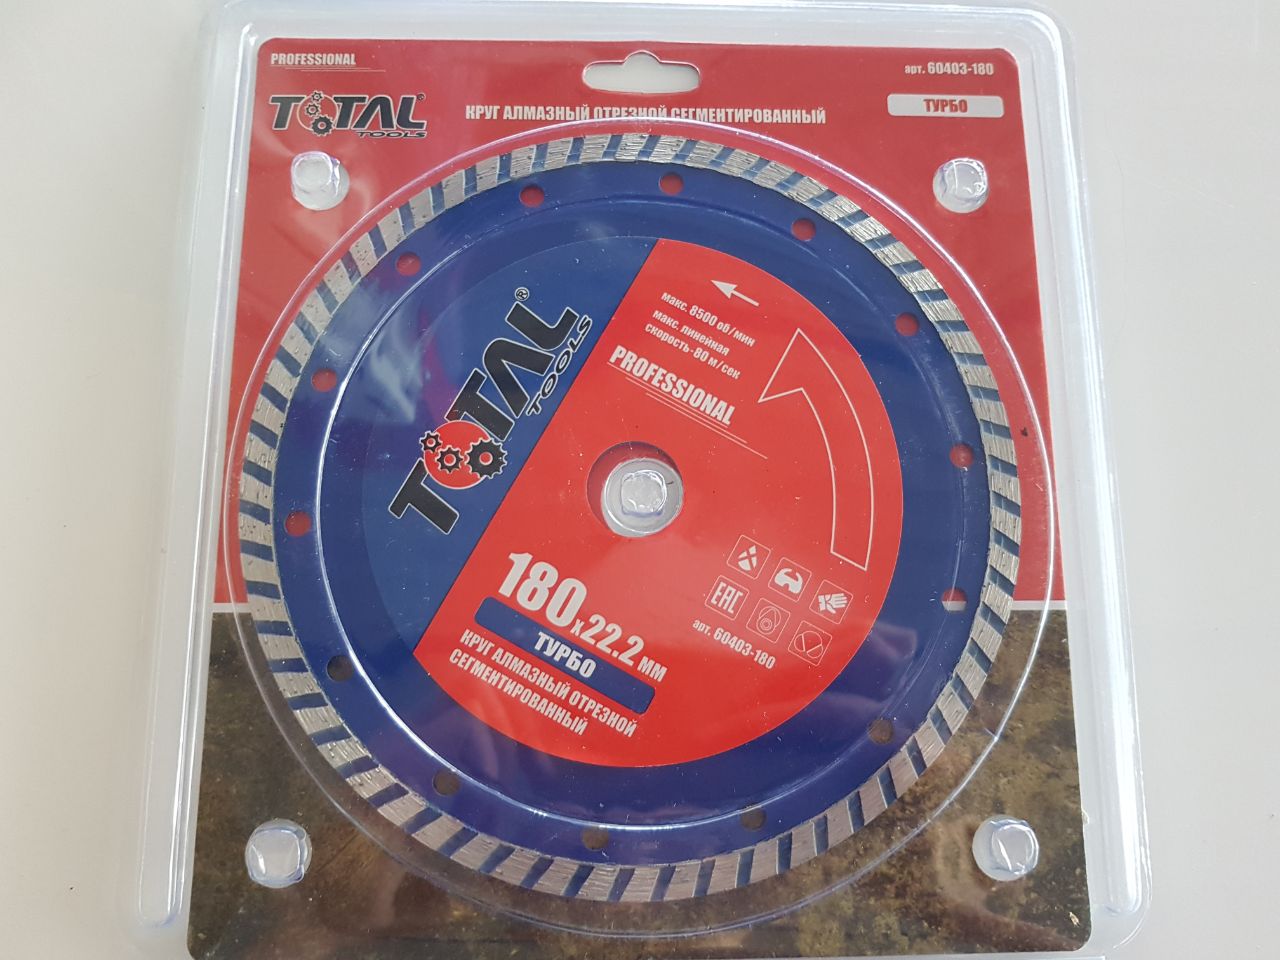 PROFESSIONAL
TOTAL®
TOOLS
арт. 60403-180
ТУРБО
КРУГ АЛМАЗНЫЙ ОТРЕЗНОЙ СЕГМЕНТИРОВАННЫЙ
TOTAL®
TOOLS
макс. 8500 об/мин
макс. линейная
скорость-80 м/сек
PROFESSIONAL
180x22.2 мм
ТУРБО
КРУГ АЛМАЗНЫЙ ОТРЕЗНОЙ
СЕГМЕНТИРОВАННЫЙ
EAC
арт. 60403-180